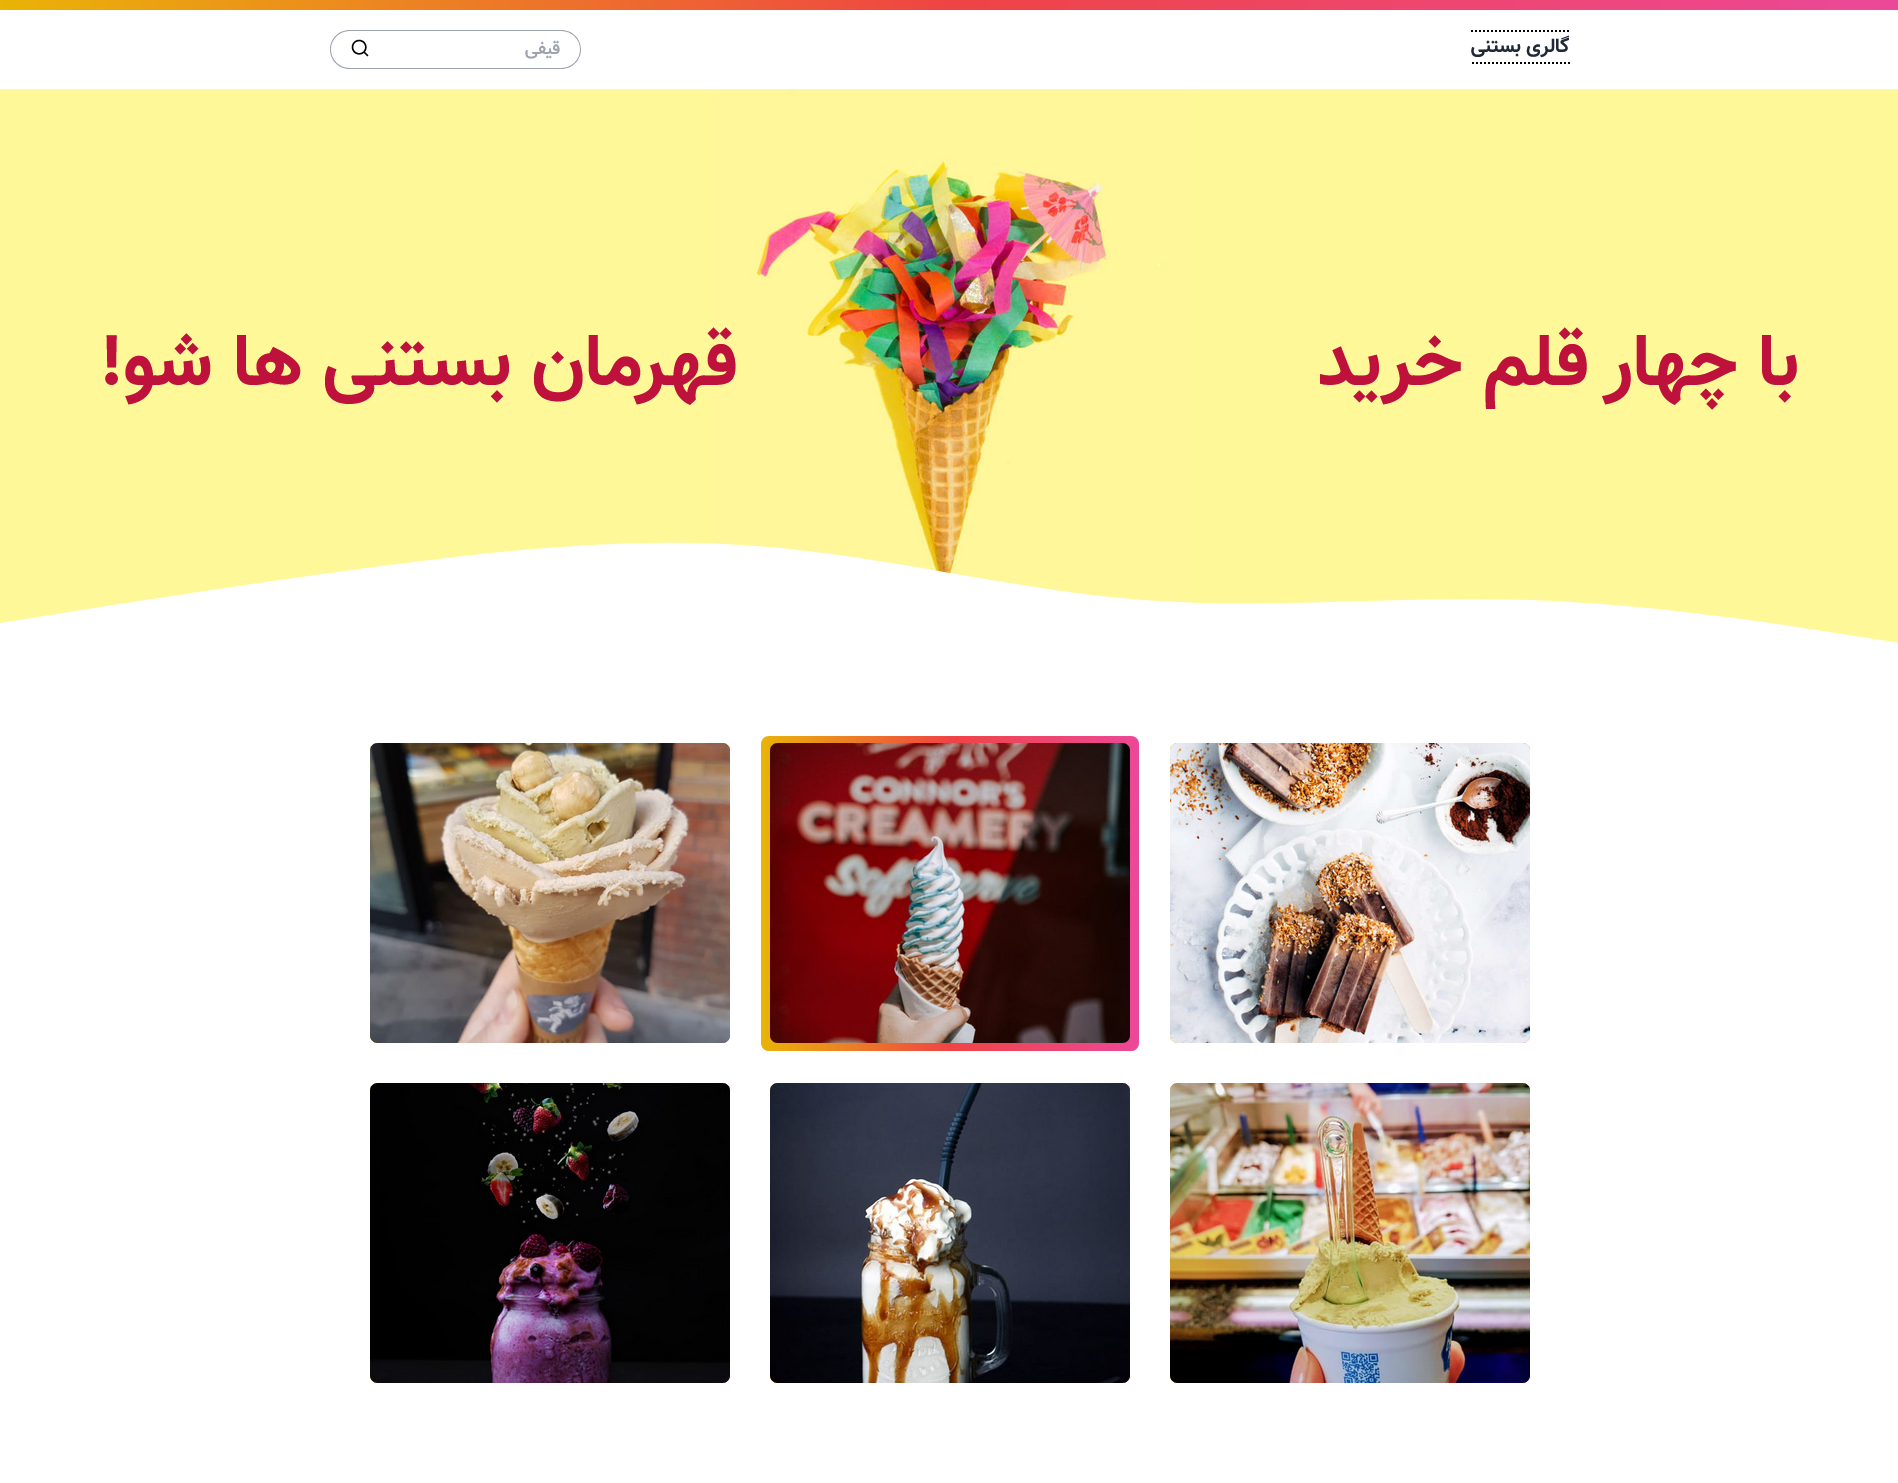 گالری بستنی
قیفی
با چهار قلم خرید
قهرمان بستنی ها شو!
CONNOR'S
CREAMERY
Soft Serve